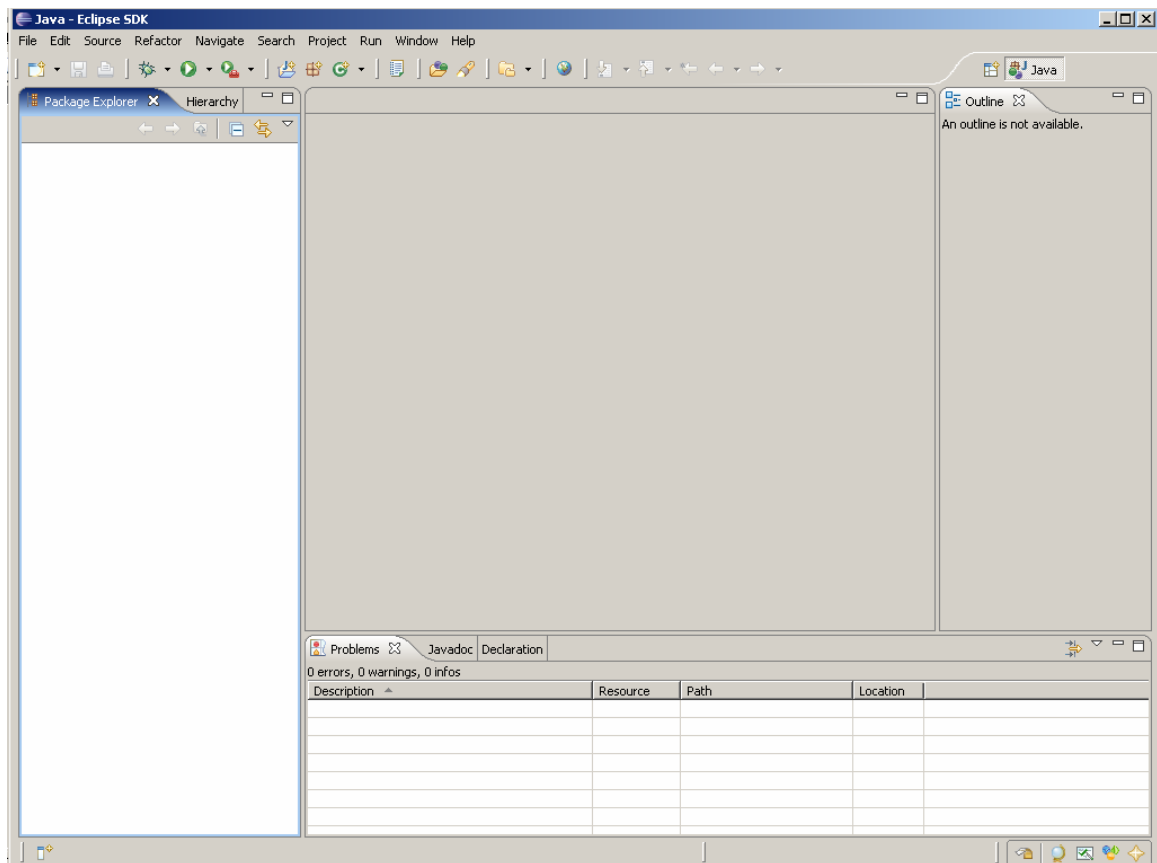 Java - Eclipse SDK
File Edit Source Refactor Navigate Search Project Run Window Help
Java
Package Explorer Hierarchy
Outline
An outline is not available.
Problems Javadoc Declaration
0 errors, 0 warnings, 0 infos
Description Resource Path Location